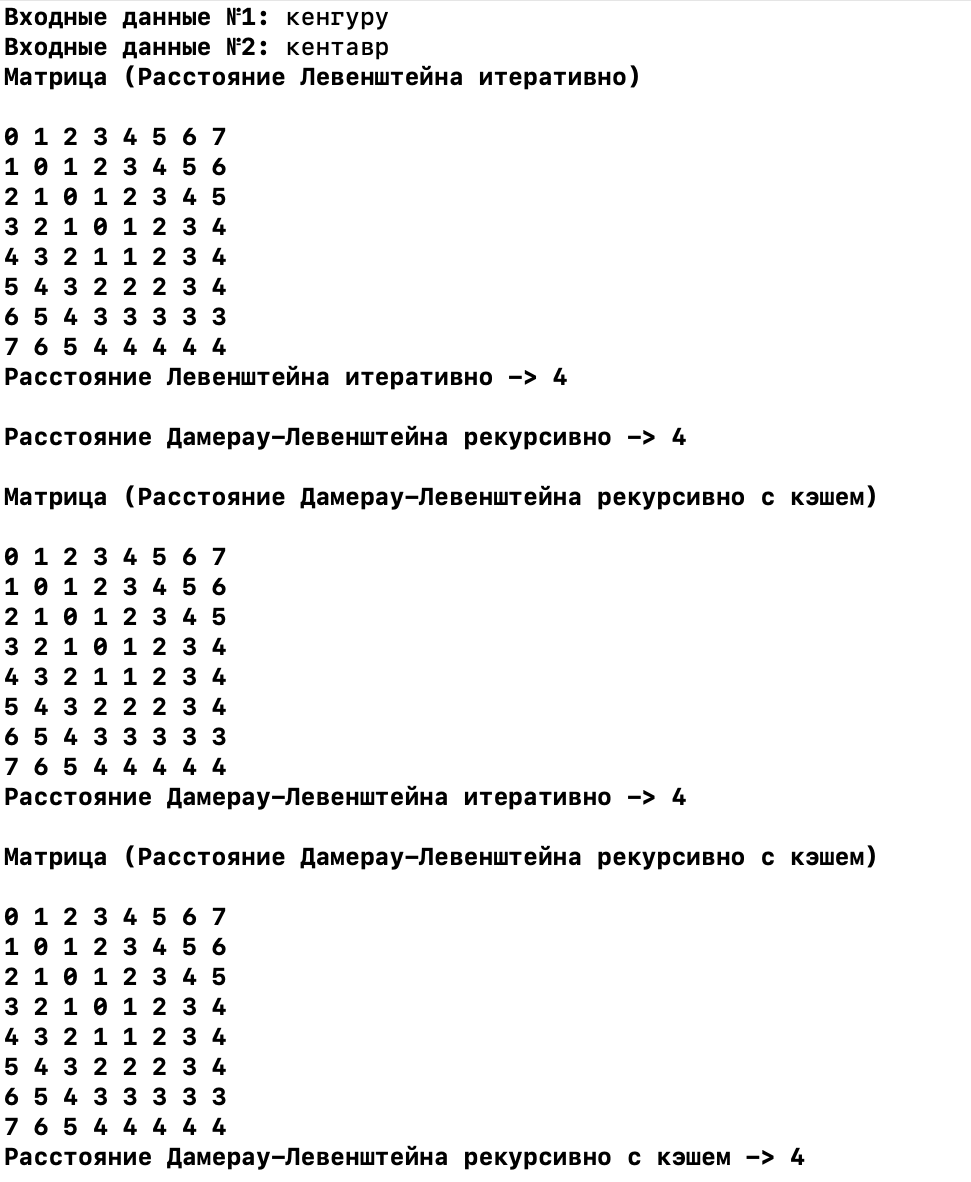 Входные данные №1: кенгуру
Входные данные №2: кентавр
Матрица (Расстояние Левенштейна итеративно)
0 1 2 3 4 5 6 7
1 0 1 2 3 4 5 6
2 1 0 1 2 3 4 5
3 2 1 0 1 2 3 4
4 3 2 1 1 2 3 4
5 4 3 2 2 2 3 4
6 5 4 3 3 3 3 3
7 6 5 4 4 4 4 4
Расстояние Левенштейна итеративно —> 4
Расстояние Дамерау—Левенштейна рекурсивно —> 4
Матрица (Расстояние Дамерау—Левенштейна рекурсивно с кэшем)
0 1 2 3 4 5 6 7
1 0 1 2 3 4 5 6
2 1 0 1 2 3 4 5
3 2 1 0 1 2 3 4
4 3 2 1 1 2 3 4
5 4 3 2 2 2 3 4
6 5 4 3 3 3 3 3
7 6 5 4 4 4 4 4
Расстояние Дамерау—Левенштейна итеративно —> 4
Матрица (Расстояние Дамерау—Левенштейна рекурсивно с кэшем)
0 1 2 3 4 5 6 7
1 0 1 2 3 4 5 6
2 1 0 1 2 3 4 5
3 2 1 0 1 2 3 4
4 3 2 1 1 2 3 4
5 4 3 2 2 2 3 4
6 5 4 3 3 3 3 3
7 6 5 4 4 4 4 4
Расстояние Дамерау—Левенштейна рекурсивно с кэшем —> 4